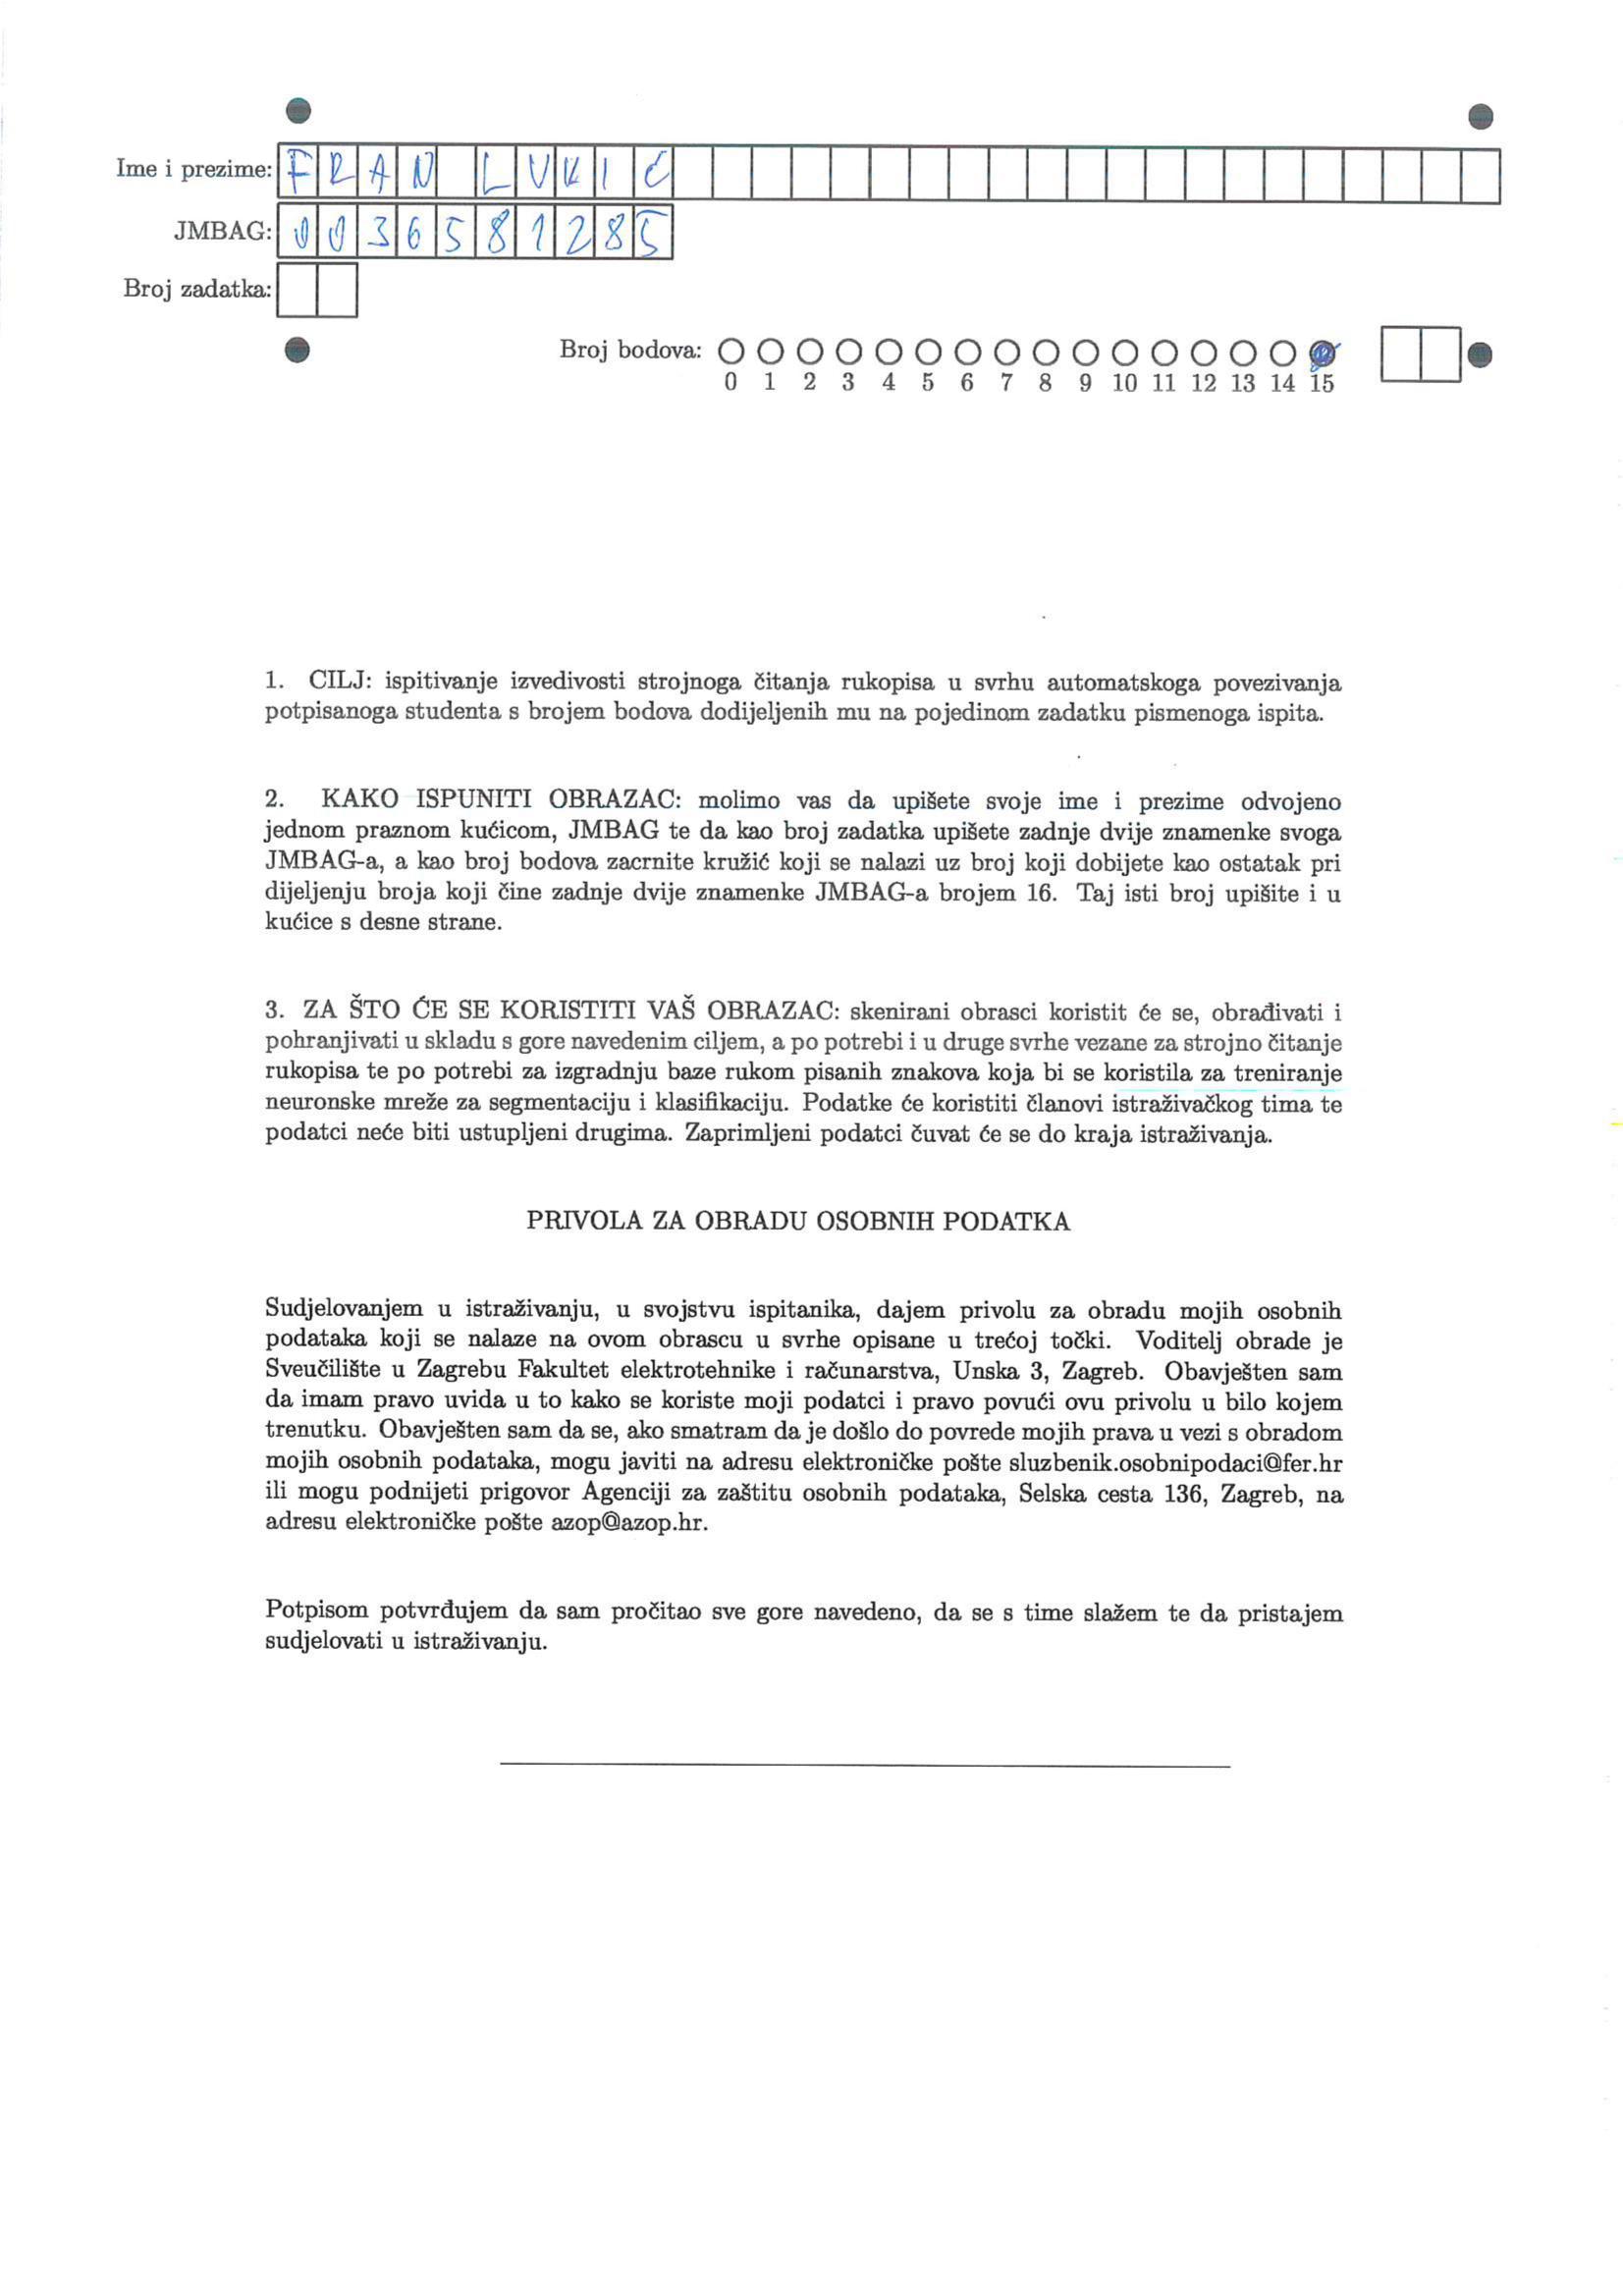 Ime i prezime: FRAN LUKIĆ
JMBAG: 0036581285
Broj zadatka:
Broj bodova:
0 1 2 3 4 5 6 7 8 9 10 11 12 13 14 15
1. CILJ: ispitivanje izvedivosti strojnoga čitanja rukopisa u svrhu automatskoga povezivanja
potpisanoga studenta s brojem bodova dodijeljenih mu na pojedinom zadatku pismenoga ispita.
2. KAKO ISPUNITI OBRAZAC: molimo vas da upišete svoje ime i prezime odvojeno
jednom praznom kućicom, JMBAG te da kao broj zadatka upišete zadnje dvije znamenke svoga
JMBAG-a, a kao broj bodova zacrnite kružić koji se nalazi uz broj koji dobijete kao ostatak pri
dijeljenju broja koji čine zadnje dvije znamenke JMBAG-a brojem 16. Taj isti broj upišite i u
kućice s desne strane.
3. ZA ŠTO ĆE SE KORISTITI VAŠ OBRAZAC: skenirani obrasci koristit će se, obrađivati i
pohranjivati u skladu s gore navedenim ciljem, a po potrebi i u druge svrhe vezane za strojno čitanje
rukopisa te po potrebi za izgradnju baze rukom pisanih znakova koja bi se koristila za treniranje
neuronske mreže za segmentaciju i klasifikaciju. Podatke će koristiti članovi istraživačkog tima te
podatci neće biti ustupljeni drugima. Zaprimljeni podatci čuvat će se do kraja istraživanja.
PRIVOLA ZA OBRADU OSOBNIH PODATKA
Sudjelovanjem u istraživanju, u svojstvu ispitanika, dajem privolu za obradu mojih osobnih
podataka koji se nalaze na ovom obrascu u svrhe opisane u trećoj točki. Voditelj obrade je
Sveučilište u Zagrebu Fakultet elektrotehnike i računarstva, Unska 3, Zagreb. Obavješten sam
da imam pravo uvida u to kako se koriste moji podatci i pravo povući ovu privolu u bilo kojem
trenutku. Obavješten sam da se, ako smatram da je došlo do povrede mojih prava u vezi s obradom
mojih osobnih podataka, mogu javiti na adresu elektroničke pošte sluzbenik.osobnipodaci@fer.hr
ili mogu podnijeti prigovor Agenciji za zaštitu osobnih podataka, Selska cesta 136, Zagreb, na
adresu elektroničke pošte azop@azop.hr.
Potpisom potvrđujem da sam pročitao sve gore navedeno, da se s time slažem te da pristajem
sudjelovati u istraživanju.